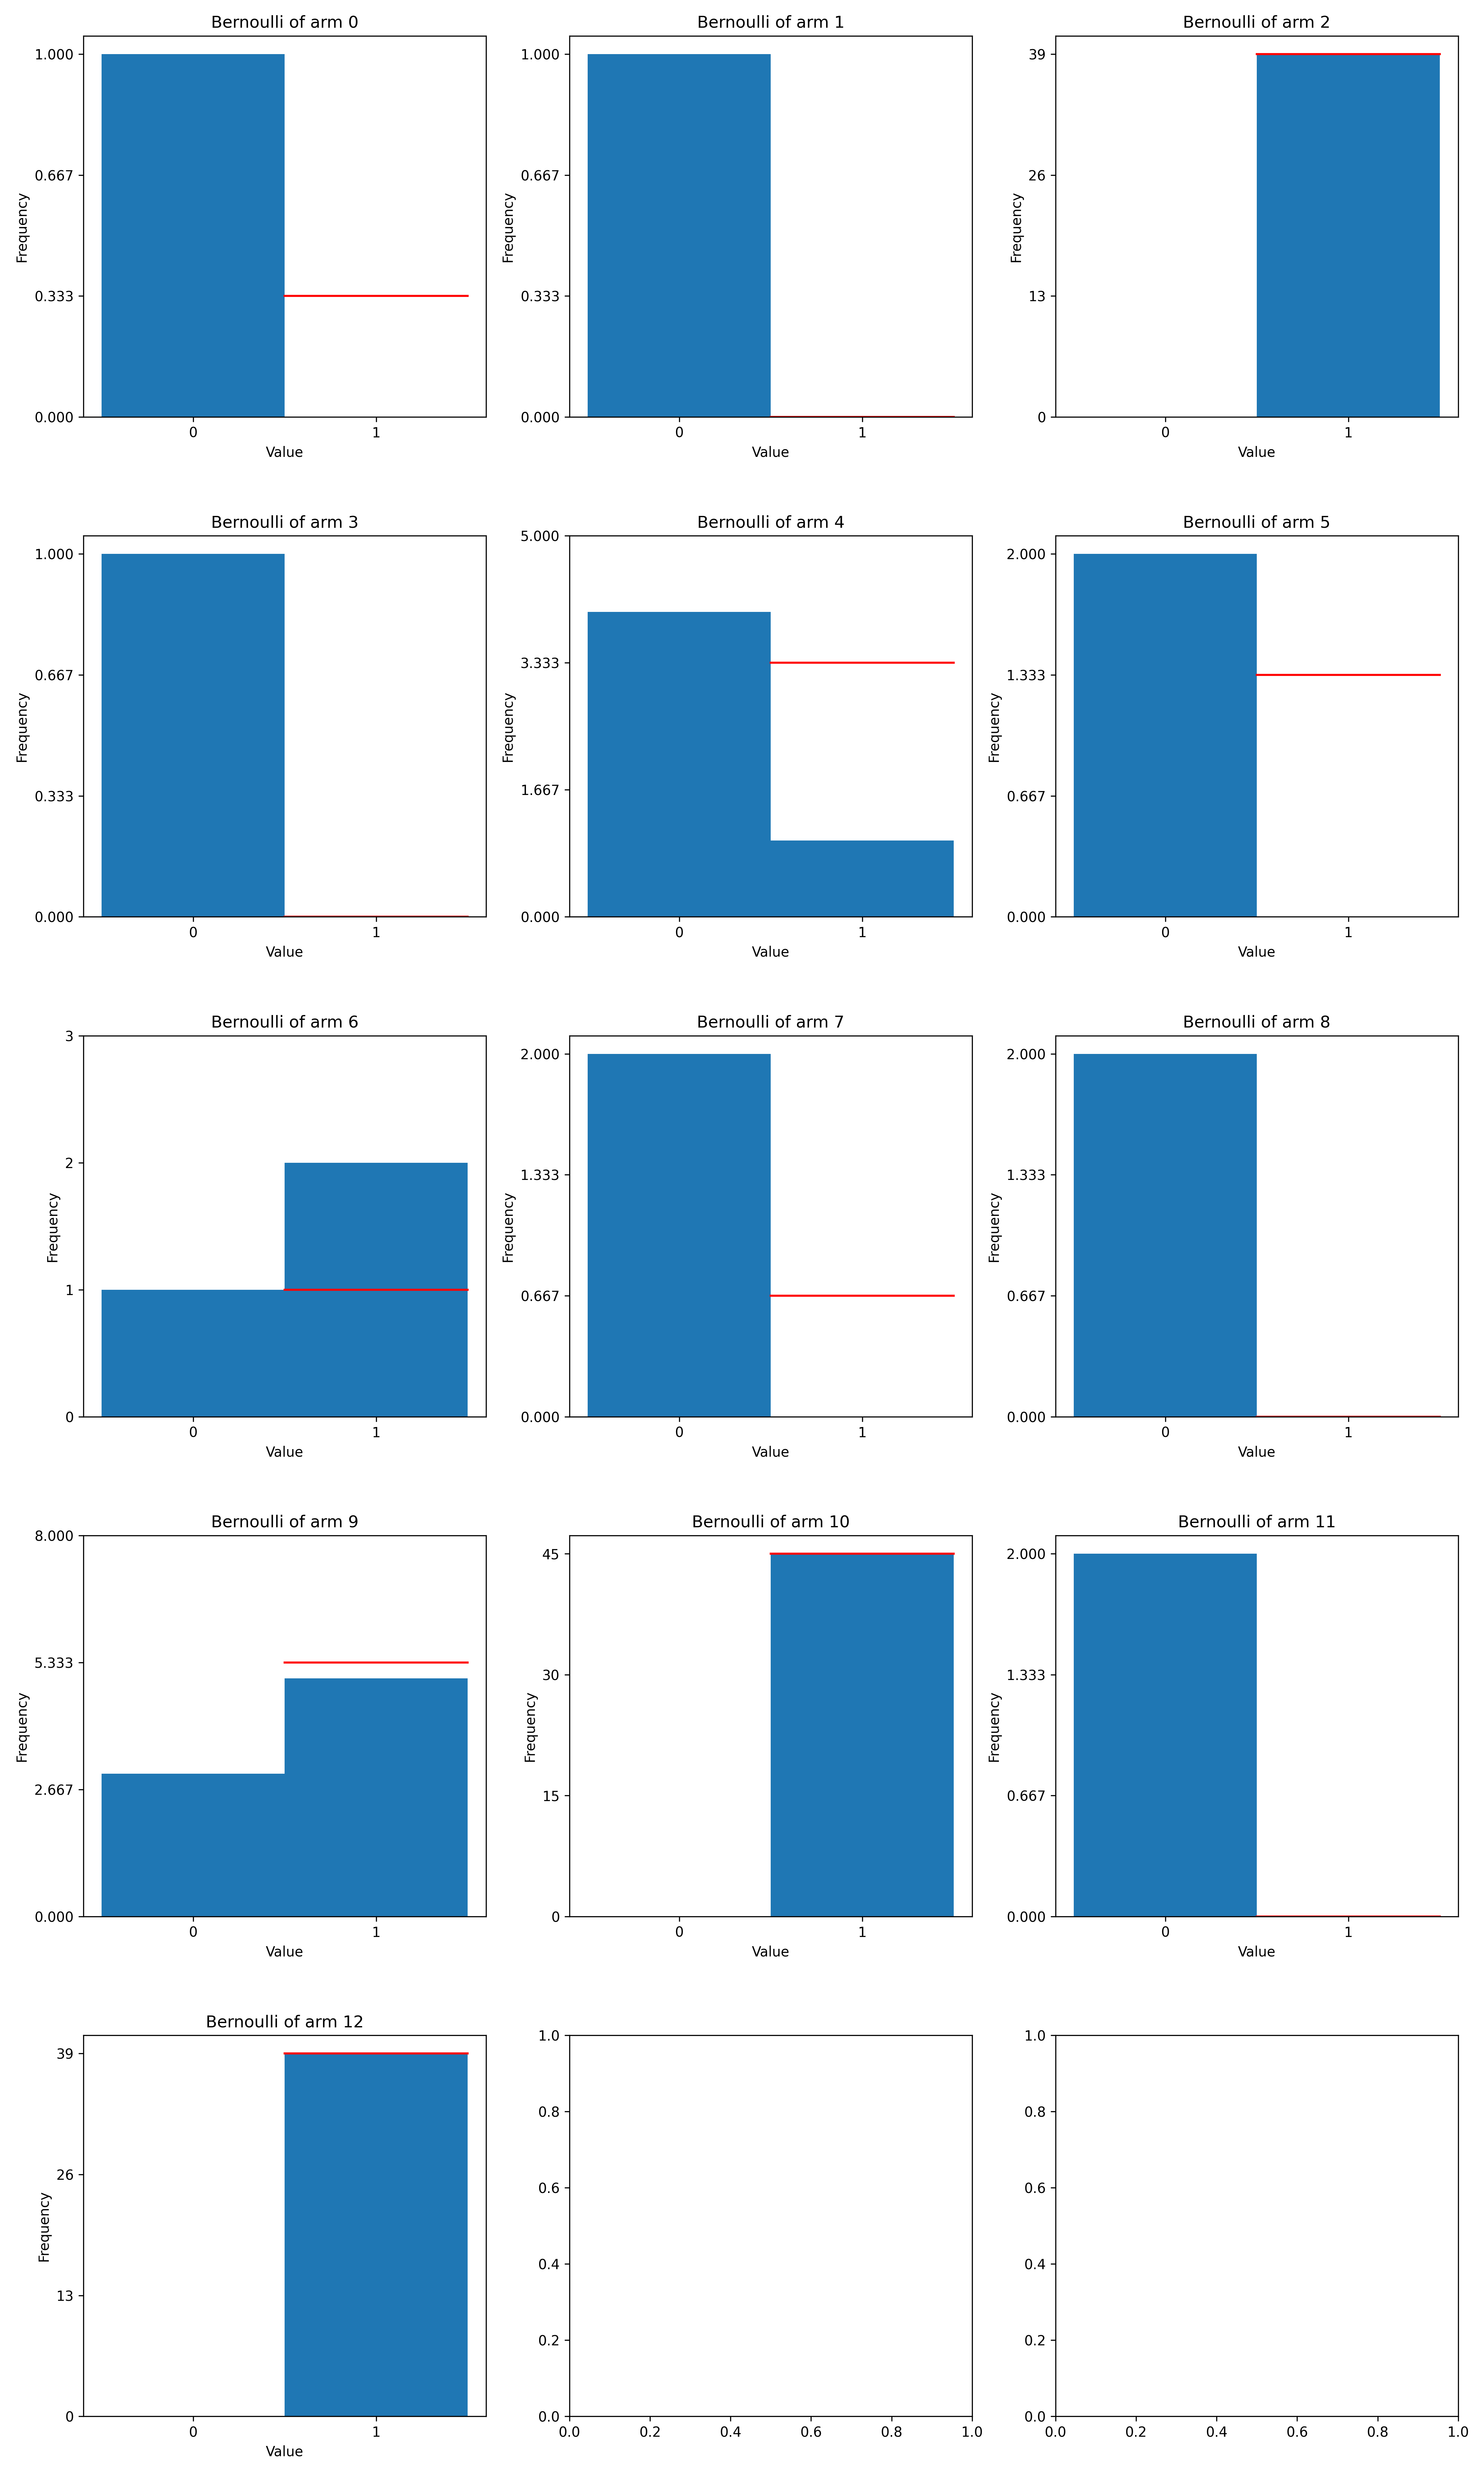 Bernoulli of arm 0
1.000
0.667
0.333
0.000
Frequency
0 1
Value
Bernoulli of arm 1
1.000
0.667
0.333
0.000
Frequency
0 1
Value
Bernoulli of arm 2
39
26
13
0
Frequency
0 1
Value
Bernoulli of arm 3
1.000
0.667
0.333
0.000
Frequency
0 1
Value
Bernoulli of arm 4
5.000
3.333
1.667
0.000
Frequency
0 1
Value
Bernoulli of arm 5
2.000
1.333
0.667
0.000
Frequency
0 1
Value
Bernoulli of arm 6
3
2
1
0
Frequency
0 1
Value
Bernoulli of arm 7
2.000
1.333
0.667
0.000
Frequency
0 1
Value
Bernoulli of arm 8
2.000
1.333
0.667
0.000
Frequency
0 1
Value
Bernoulli of arm 9
8.000
5.333
2.667
0.000
Frequency
0 1
Value
Bernoulli of arm 10
45
30
15
0
Frequency
0 1
Value
Bernoulli of arm 11
2.000
1.333
0.667
0.000
Frequency
0 1
Value
Bernoulli of arm 12
39
26
13
0
Frequency
0 1
Value
1.0
0.8
0.6
0.4
0.2
0.0
0.0 0.2 0.4 0.6 0.8 1.0
1.0
0.8
0.6
0.4
0.2
0.0
0.0 0.2 0.4 0.6 0.8 1.0